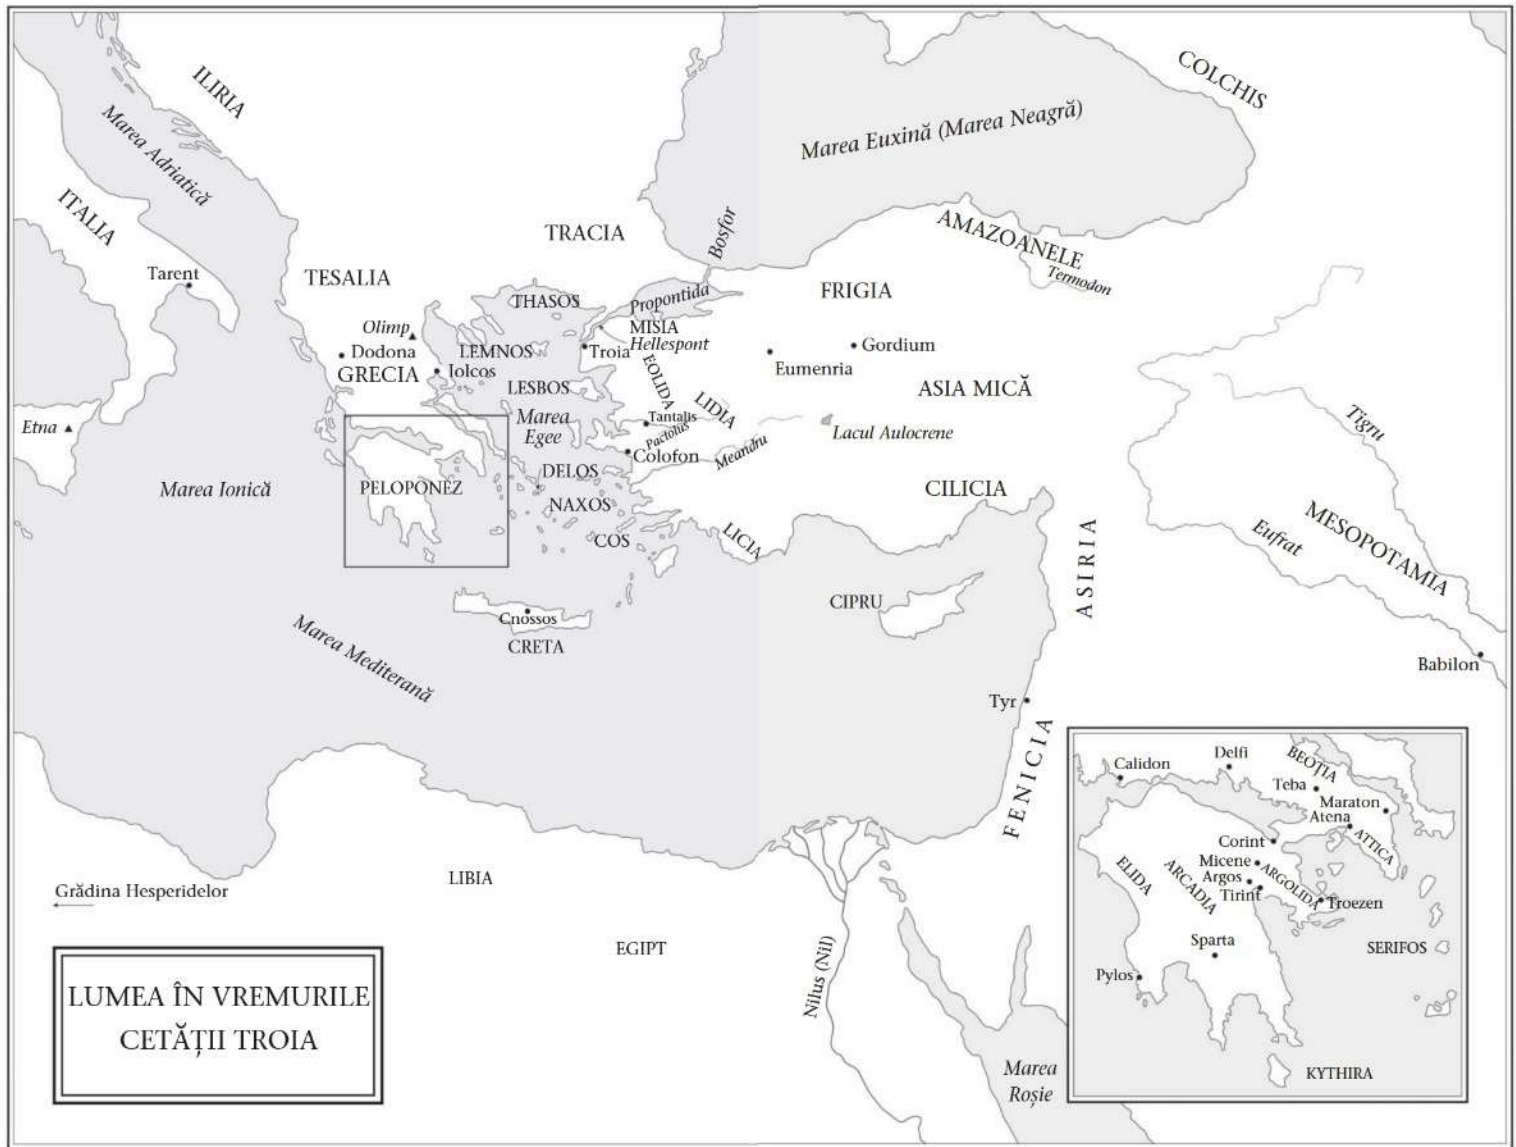 COLCHIS
ILIRIA
Marea Adriatică
Marea Euxină (Marea Neagră)
ITALIA
TRACIA
Bosfor
AMAZOANELE
Termodon
Tarent
TESALIA
THASOS
Propontida
FRIGIA
Olimp
MISIA
Hellespont
Dodona
LEMNOS
Troia
Gordium
Eumenria
GRECIA
Iolcos
EOLIDA
LESBOS
LIDIA
ASIA MICĂ
Tigru
Etna
Marea
Egee
Tantalis
Pactolus
Lacul Aulocrene
Meandru
Colofon
DELOS
Marea Ionică
PELOPONEZ
NAXOS
CILICIA
COS
LICIA
ASIRIA
Eufrat
MESOPOTAMIA
CIPRU
Cnossos
CRETA
Marea Mediterană
Babilon
Tyr
FENICIA
Calidon
Delfi
BEOȚIA
Teba
Maraton
Atena
ATTICA
Corint
Micene
Argos
Tirint
ARGOLIDA
Troezen
ELIDA
ARCADIA
Sparta
SERIFOS
Pylos
KYTHIRA
LIBIA
Grădina Hesperidelor
EGIPT
Nilus (Nil)
Marea
Roșie
LUMEA ÎN VREMURILE
CETĂȚII TROIA